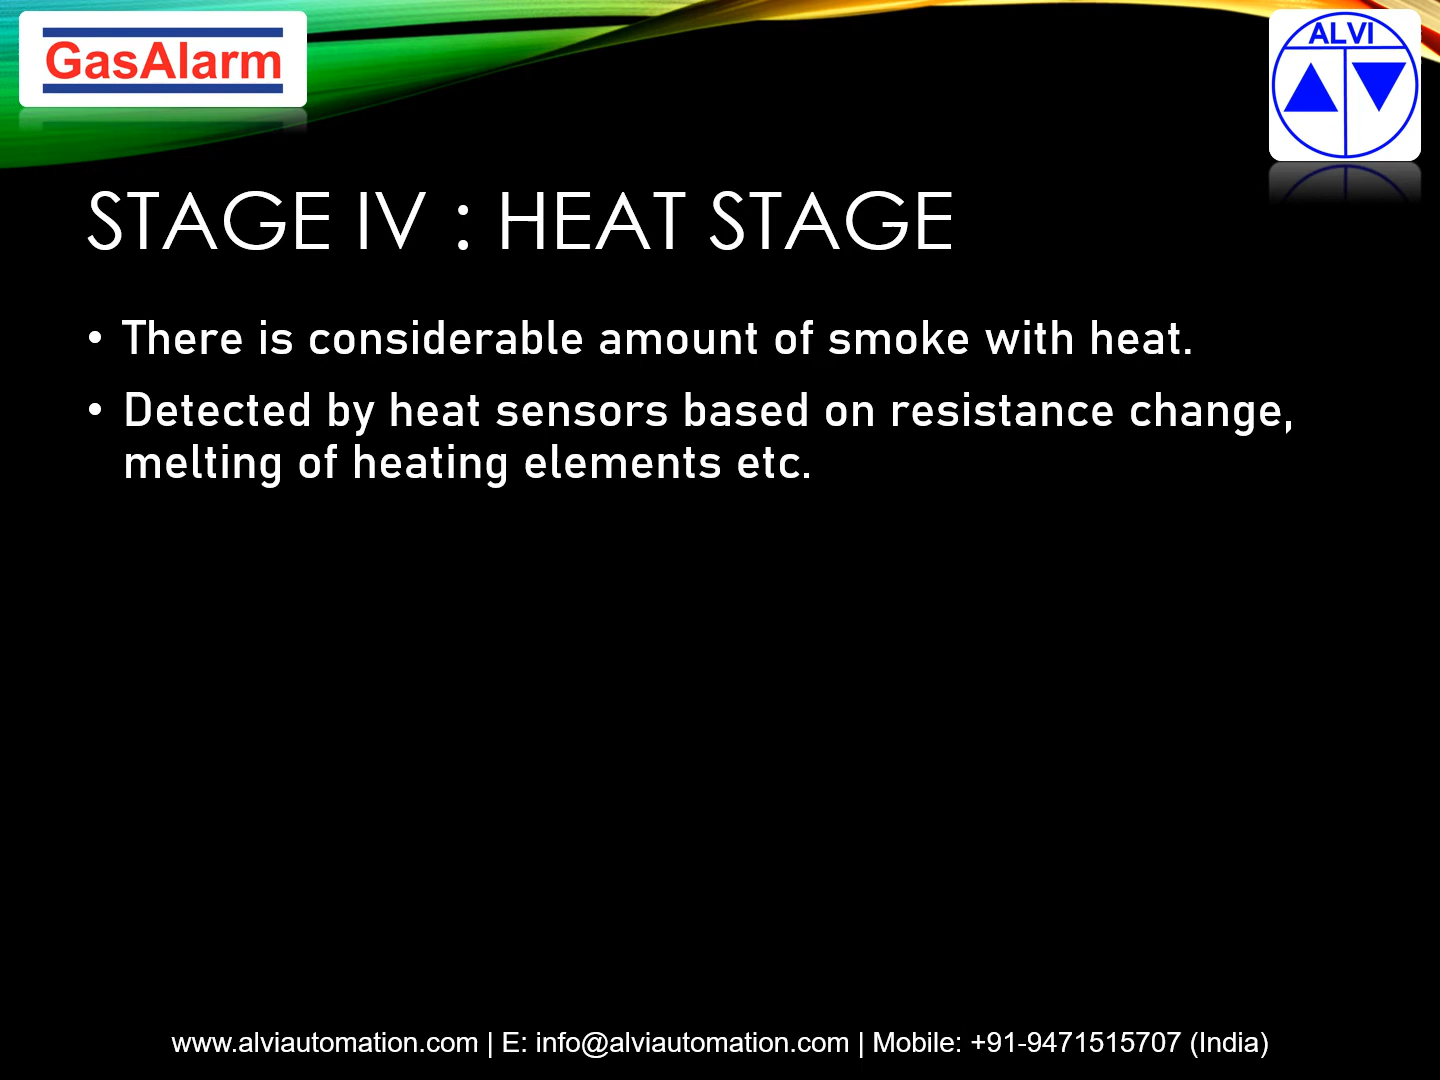 GasAlarm
ALVI
STAGE IV : HEAT STAGE
• There is considerable amount of smoke with heat.
• Detected by heat sensors based on resistance change,
melting of heating elements etc.
www.alviautomation.com | E: info@alviautomation.com | Mobile: +91-9471515707 (India)